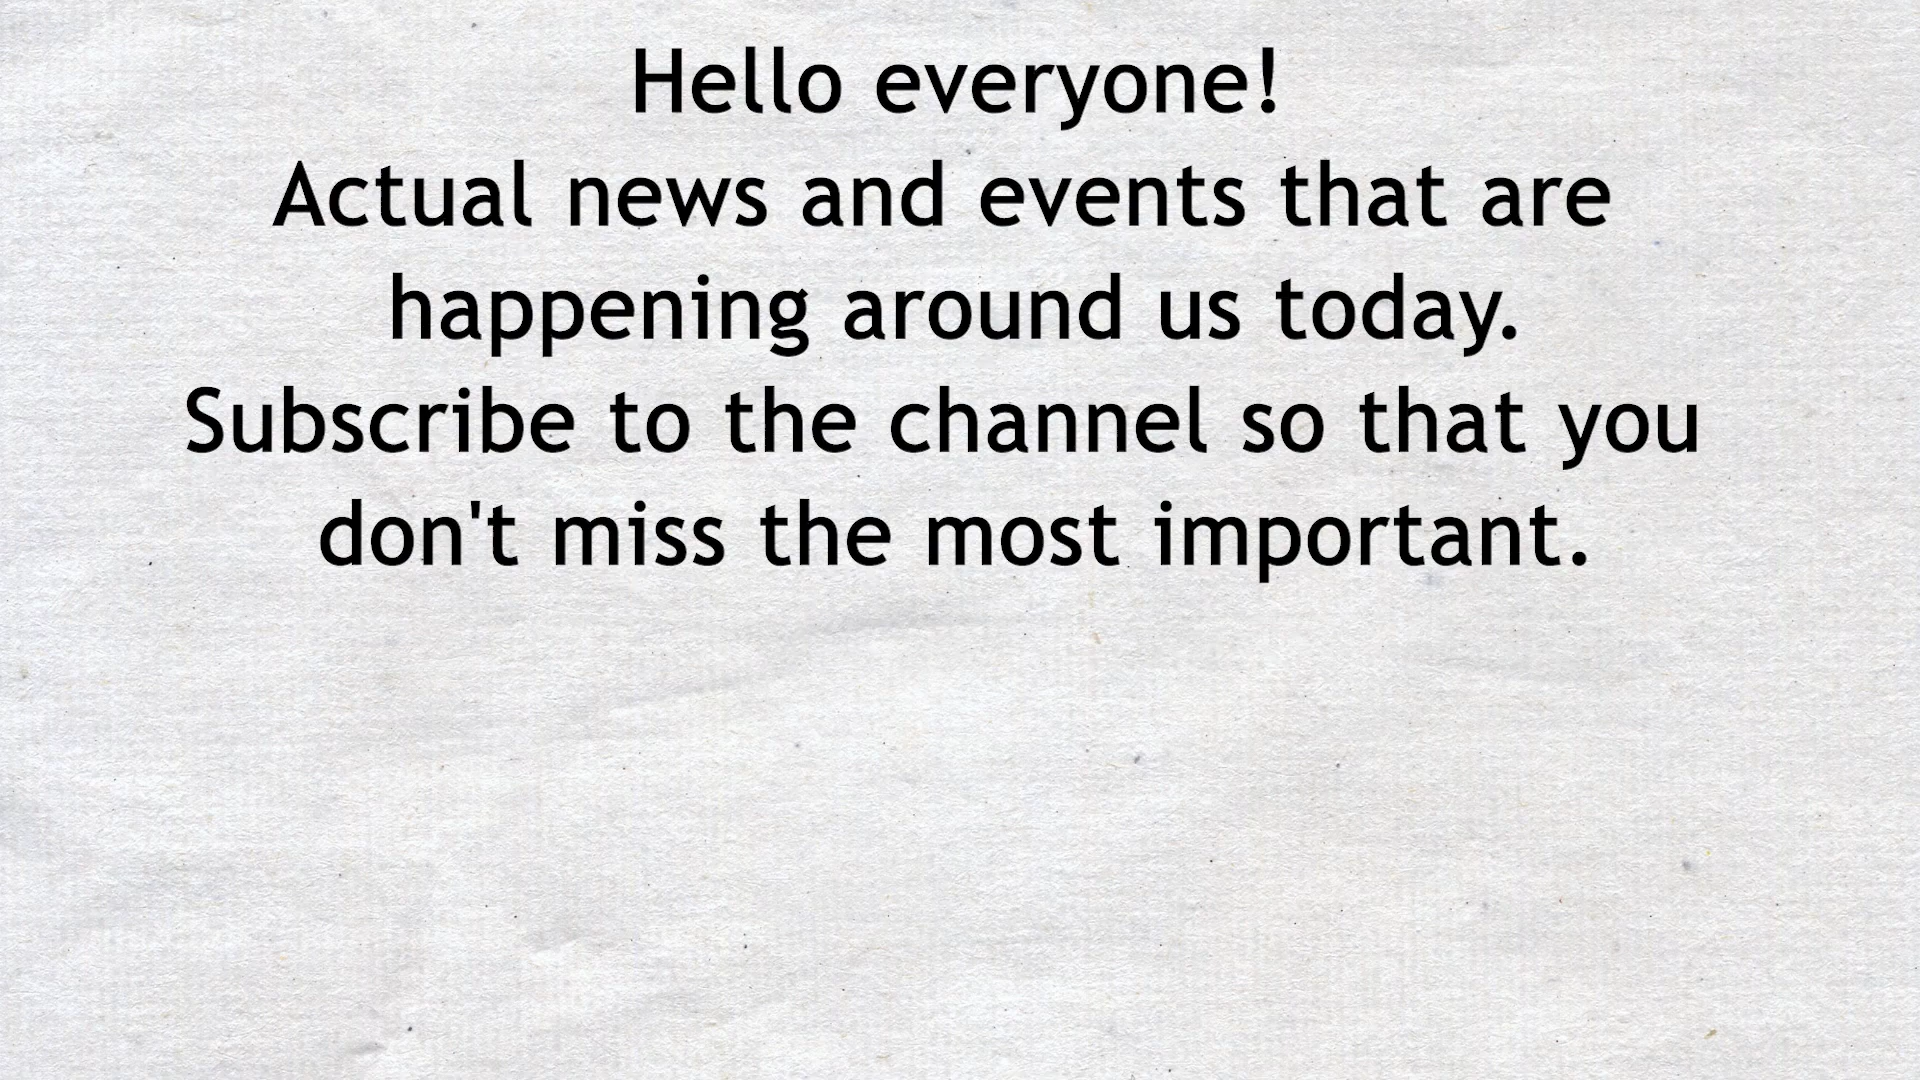 Hello everyone!
Actual news and events that are
happening around us today.
Subscribe to the channel so that you
don't miss the most important.